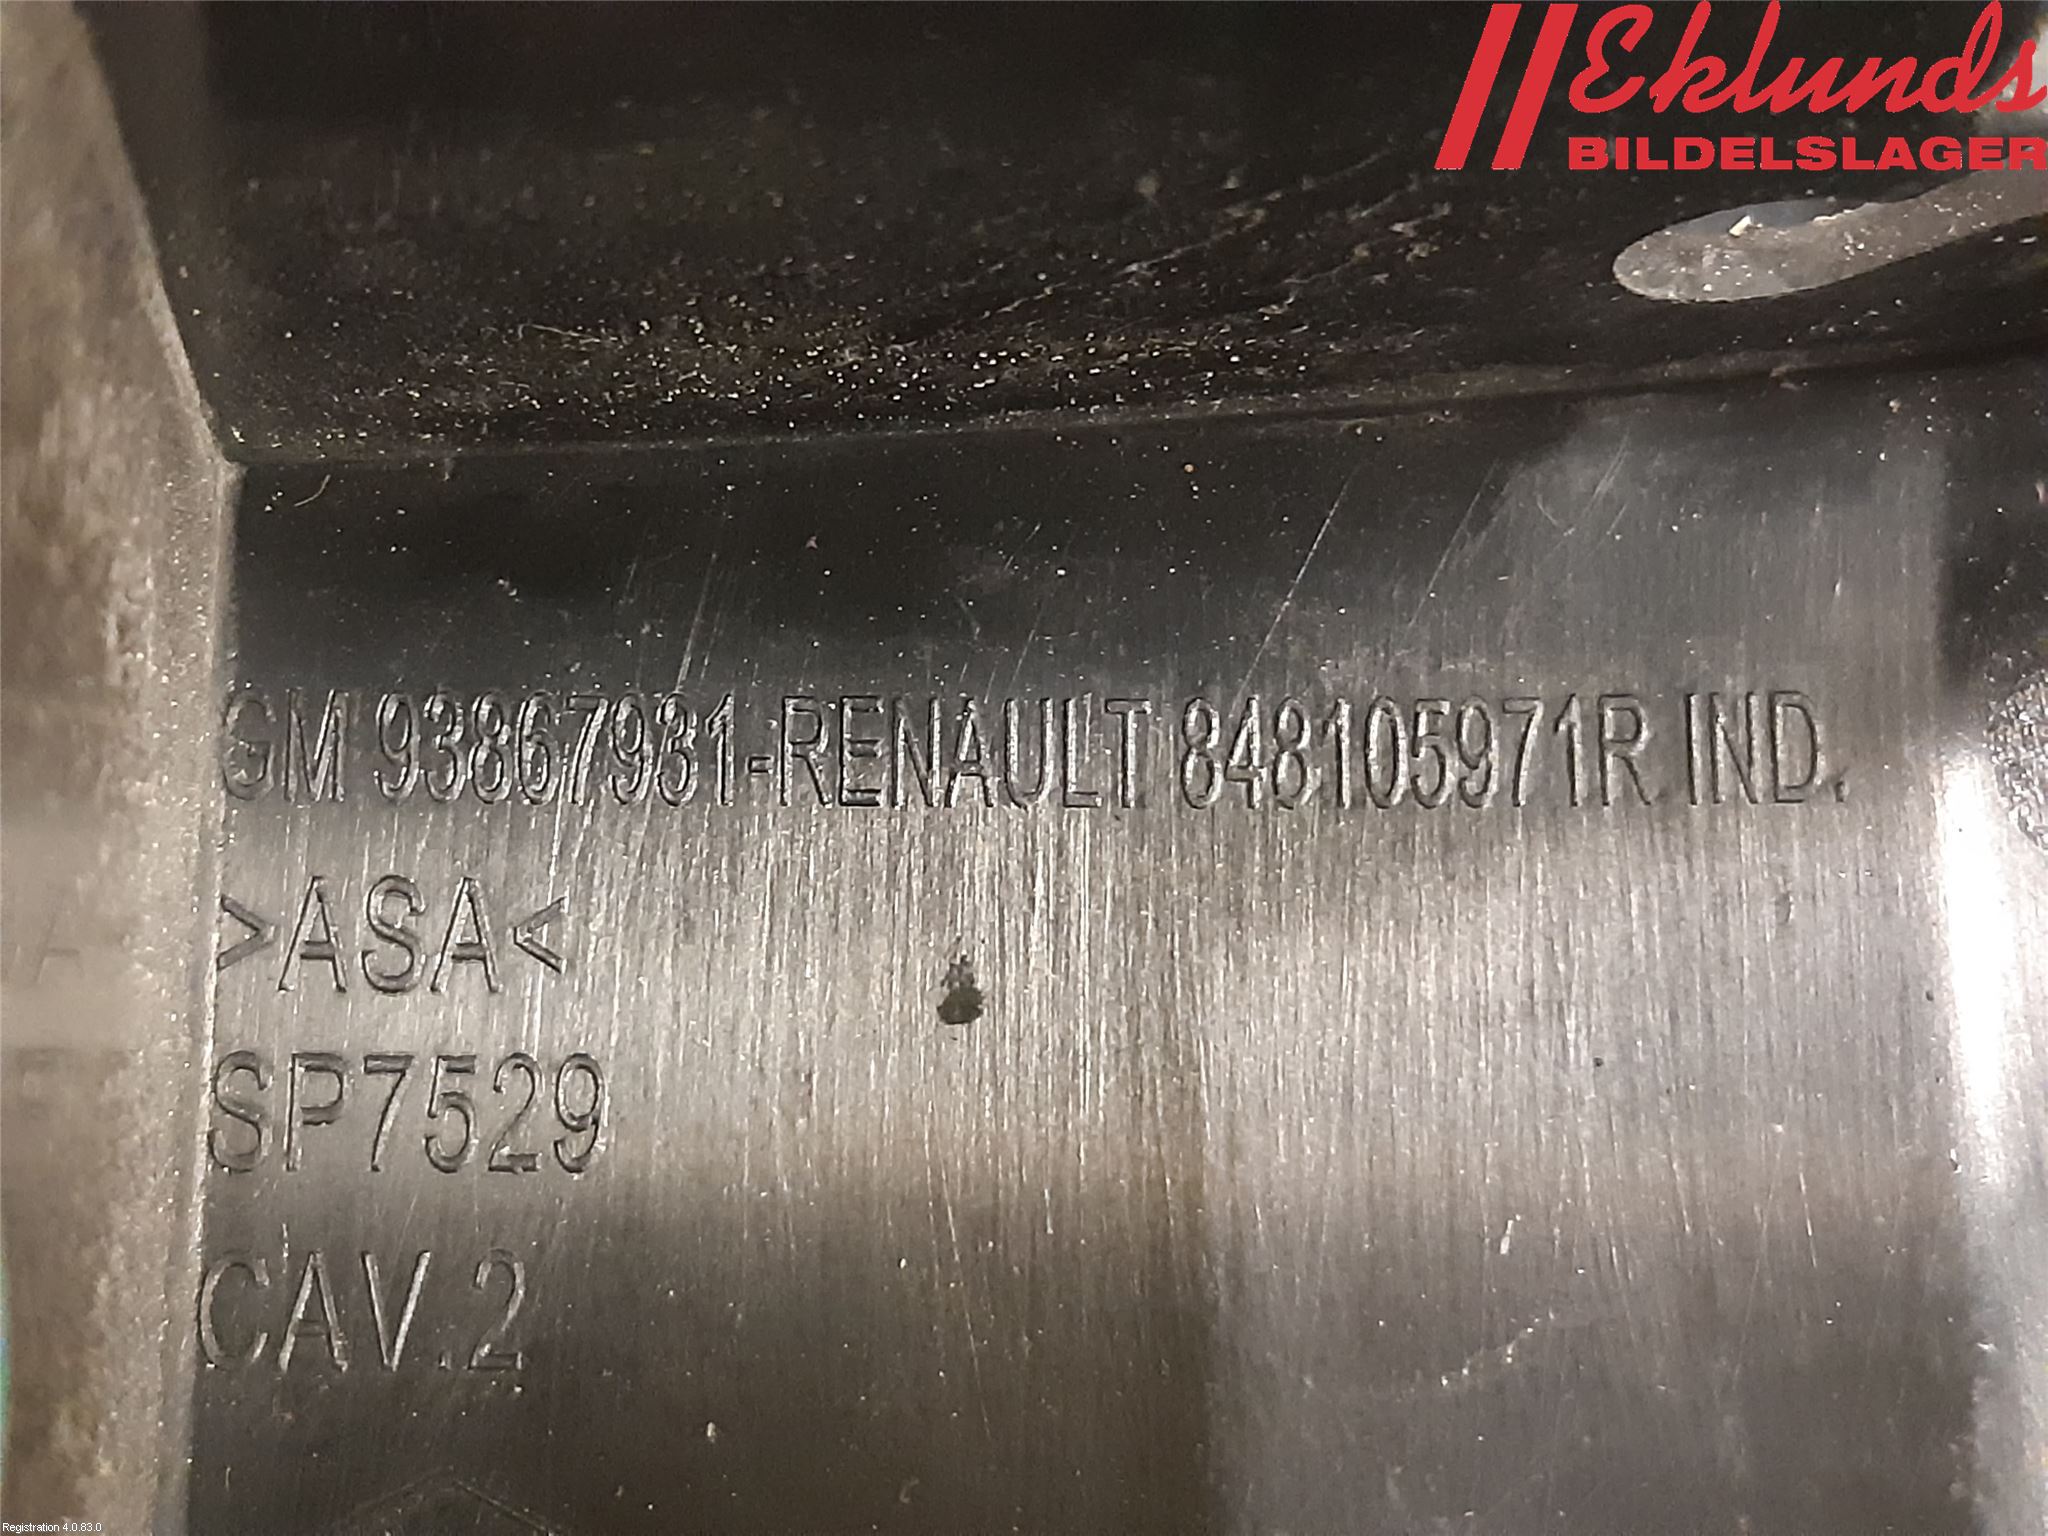 Eklunds
BILDELSLAGER
GM 93867931-RENAULT 848105971R IND.
>ASA<
SP7529
CAV.2
Registration 4.0.83.0